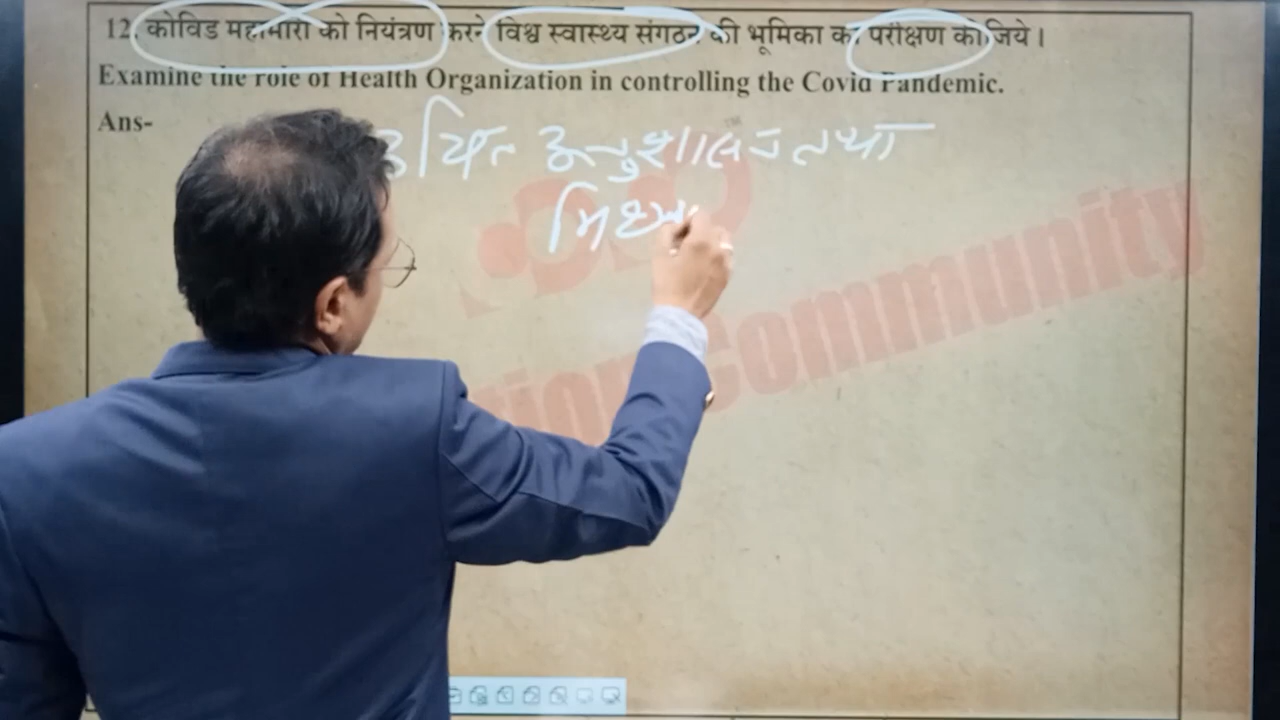 12. कोविड महामारी को नियंत्रण करने विश्व स्वास्थ्य संगठन की भूमिका का परीक्षण कीजिये ।
Examine the role of Health Organization in controlling the Covid Pandemic.
Ans-
उचित अनुशासन तथा
Community